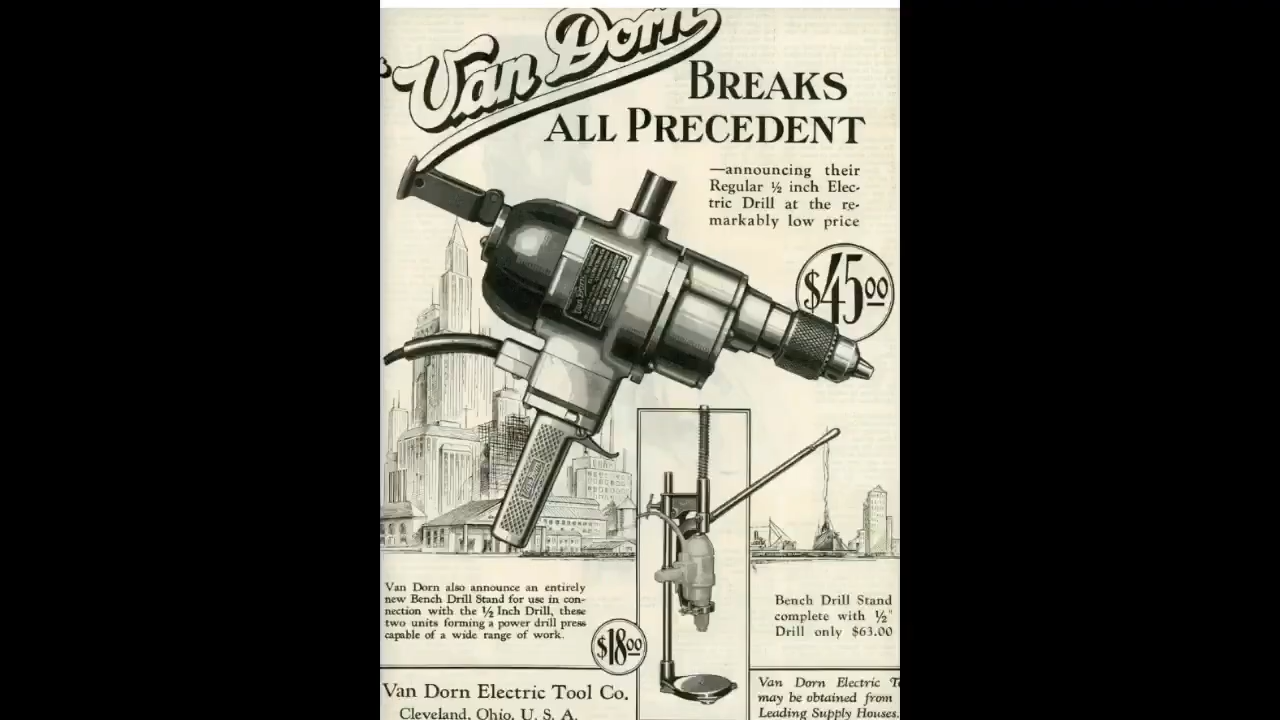 Van Dorn
BREAKS
ALL PRECEDENT
—announcing their
Regular ½ inch Elec-
tric Drill at the re-
markably low price
$45 00
Van Dorn also announce an entirely
new Bench Drill Stand for use in con-
nection with the ½ Inch Drill, these
two units forming a power drill press
capable of a wide range of work.
$18 00
Bench Drill Stand
complete with ½"
Drill only $63.00
Van Dorn Electric Tool Co.
Cleveland, Ohio, U. S. A.
Van Dorn Electric
may be obtained from
Leading Supply Houses.